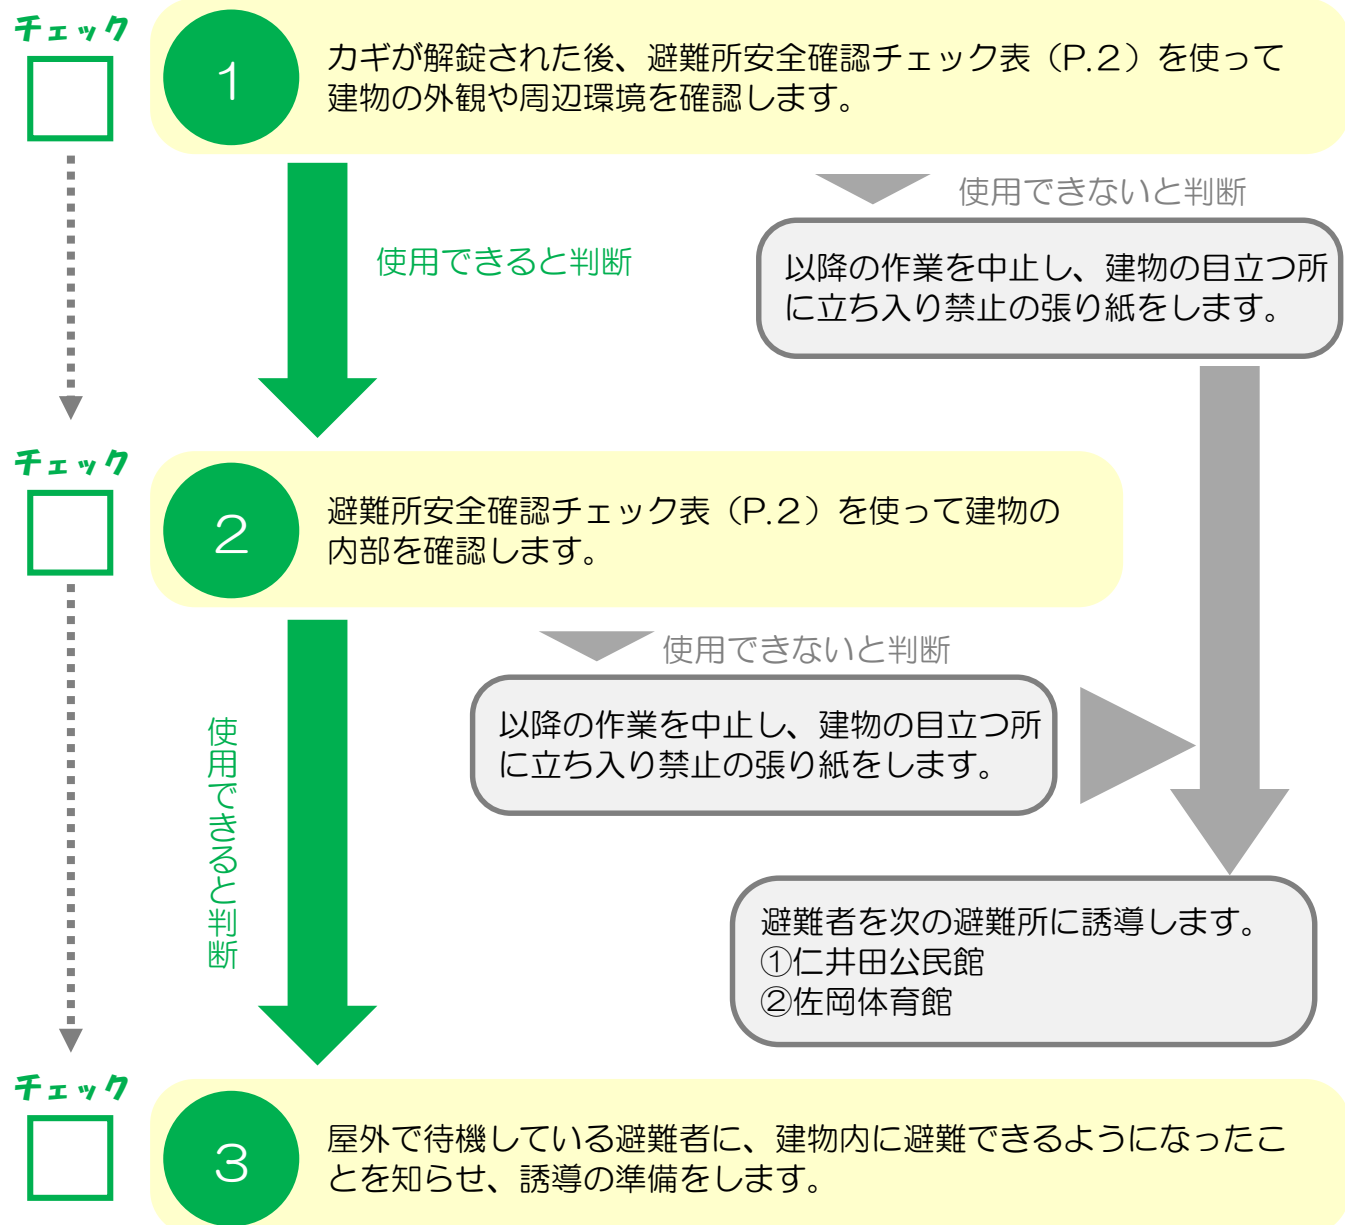 チェック
1
カギが解錠された後、避難所安全確認チェック表（P.2）を使って
建物の外観や周辺環境を確認します。
使用できないと判断
使用できると判断
以降の作業を中止し、建物の目立つ所
に立ち入り禁止の張り紙をします。
チェック
2
避難所安全確認チェック表（P.2）を使って建物の
内部を確認します。
使用できないと判断
以降の作業を中止し、建物の目立つ所
に立ち入り禁止の張り紙をします。
使用できると判断
避難者を次の避難所に誘導します。
①仁井田公民館
②佐岡体育館
チェック
3
屋外で待機している避難者に、建物内に避難できるようになったこ
とを知らせ、誘導の準備をします。